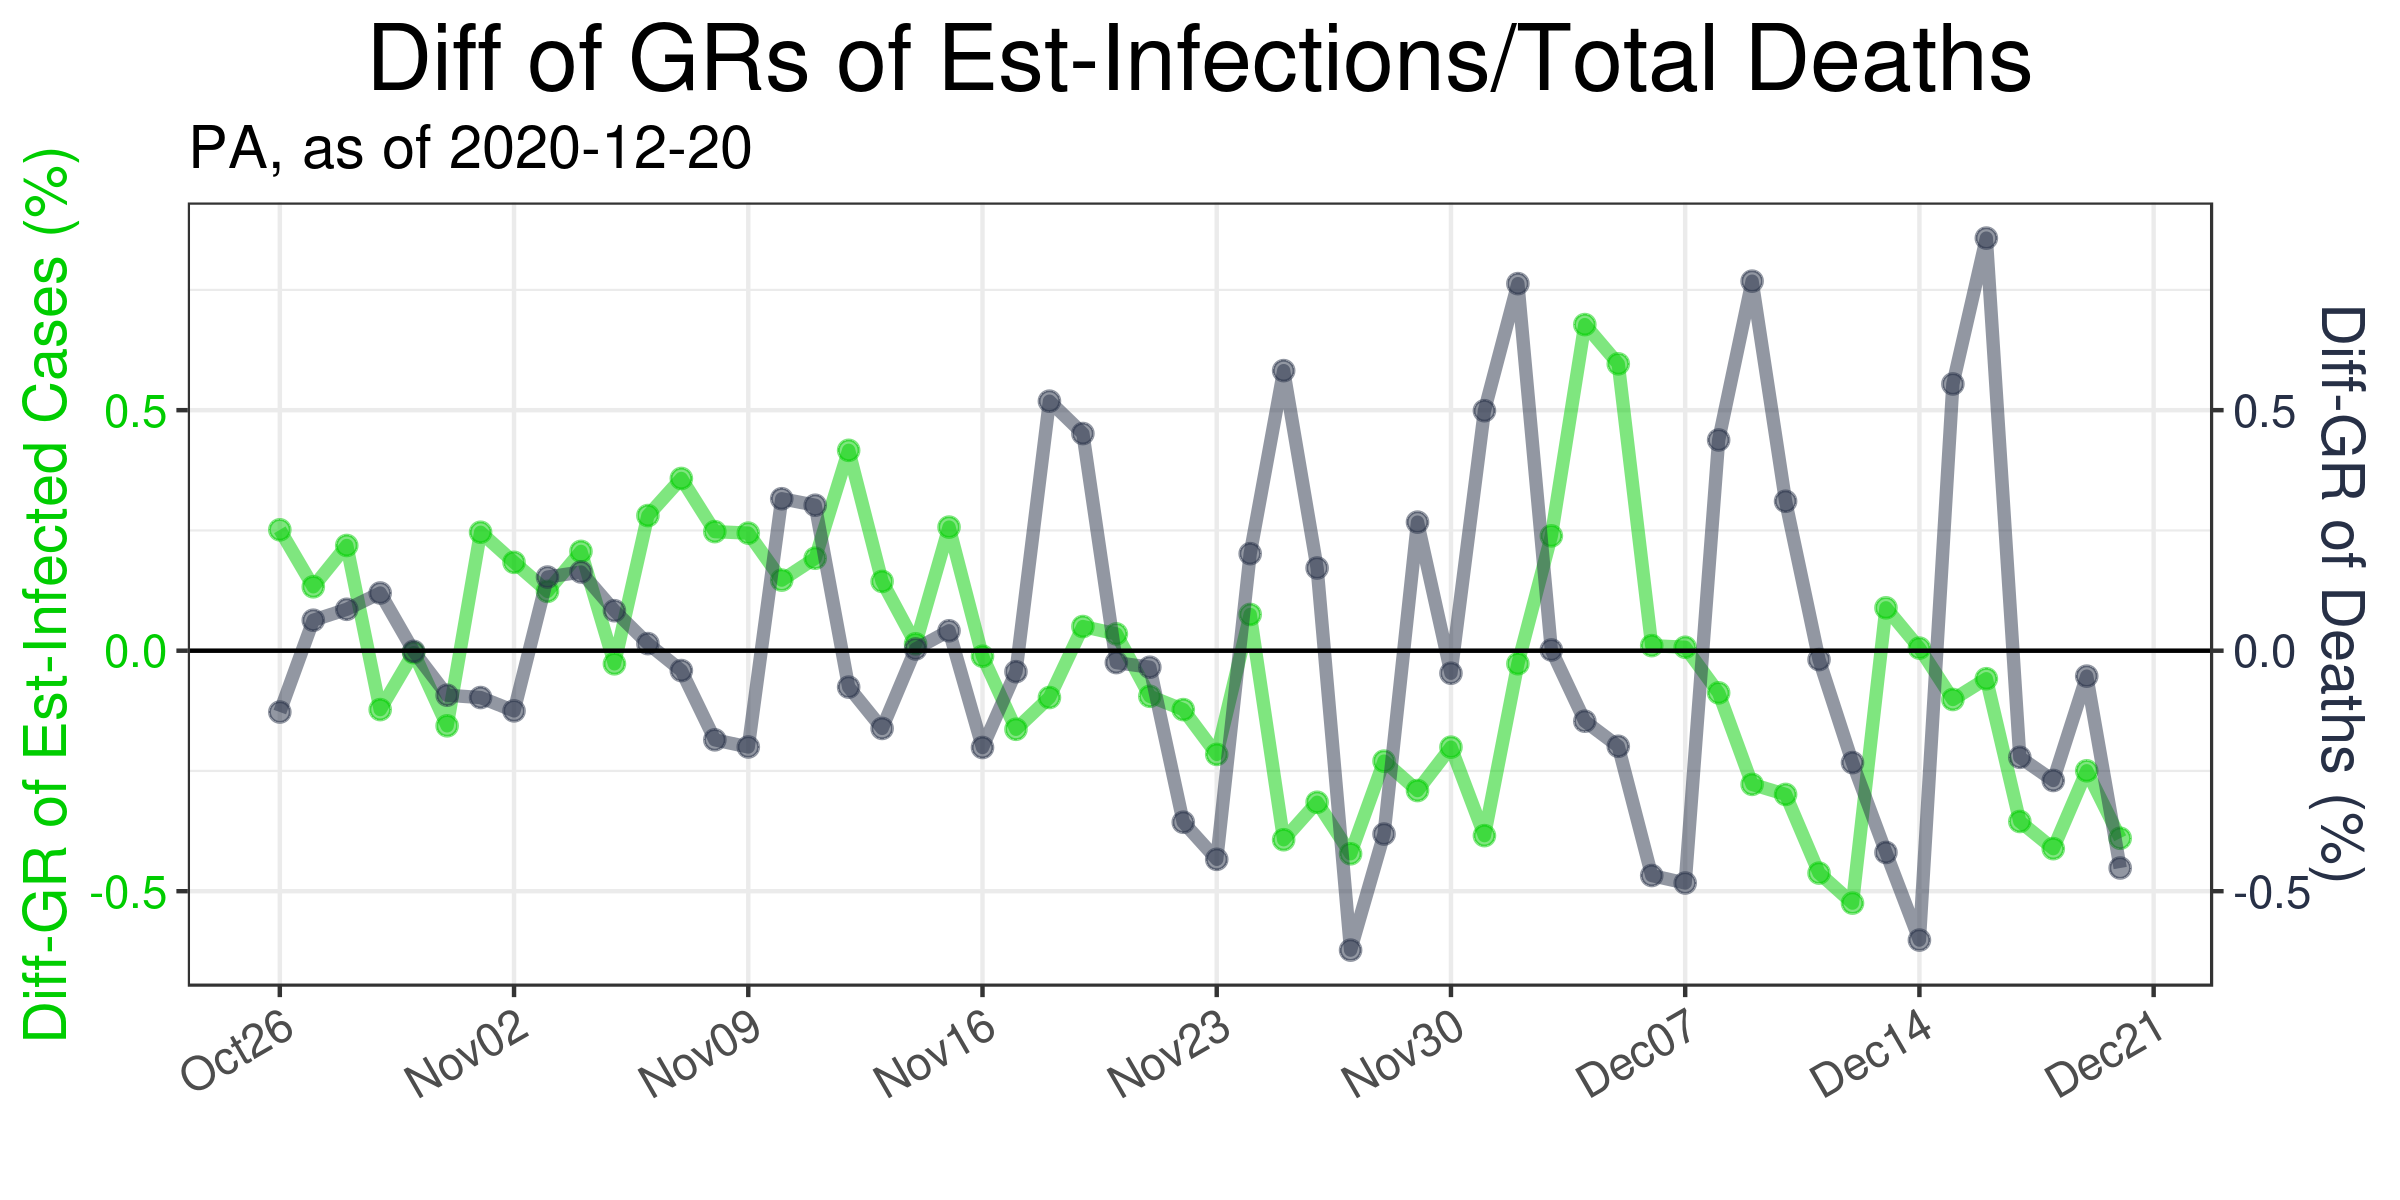 Diff of GRs of Est-Infections/Total Deaths
PA, as of 2020-12-20
Diff-GR of Est-Infected Cases (%)
0.5
0.0
-0.5
0.5
0.0
-0.5
Diff-GR of Deaths (%)
Oct26
Nov02
Nov09
Nov16
Nov23
Nov30
Dec07
Dec14
Dec21